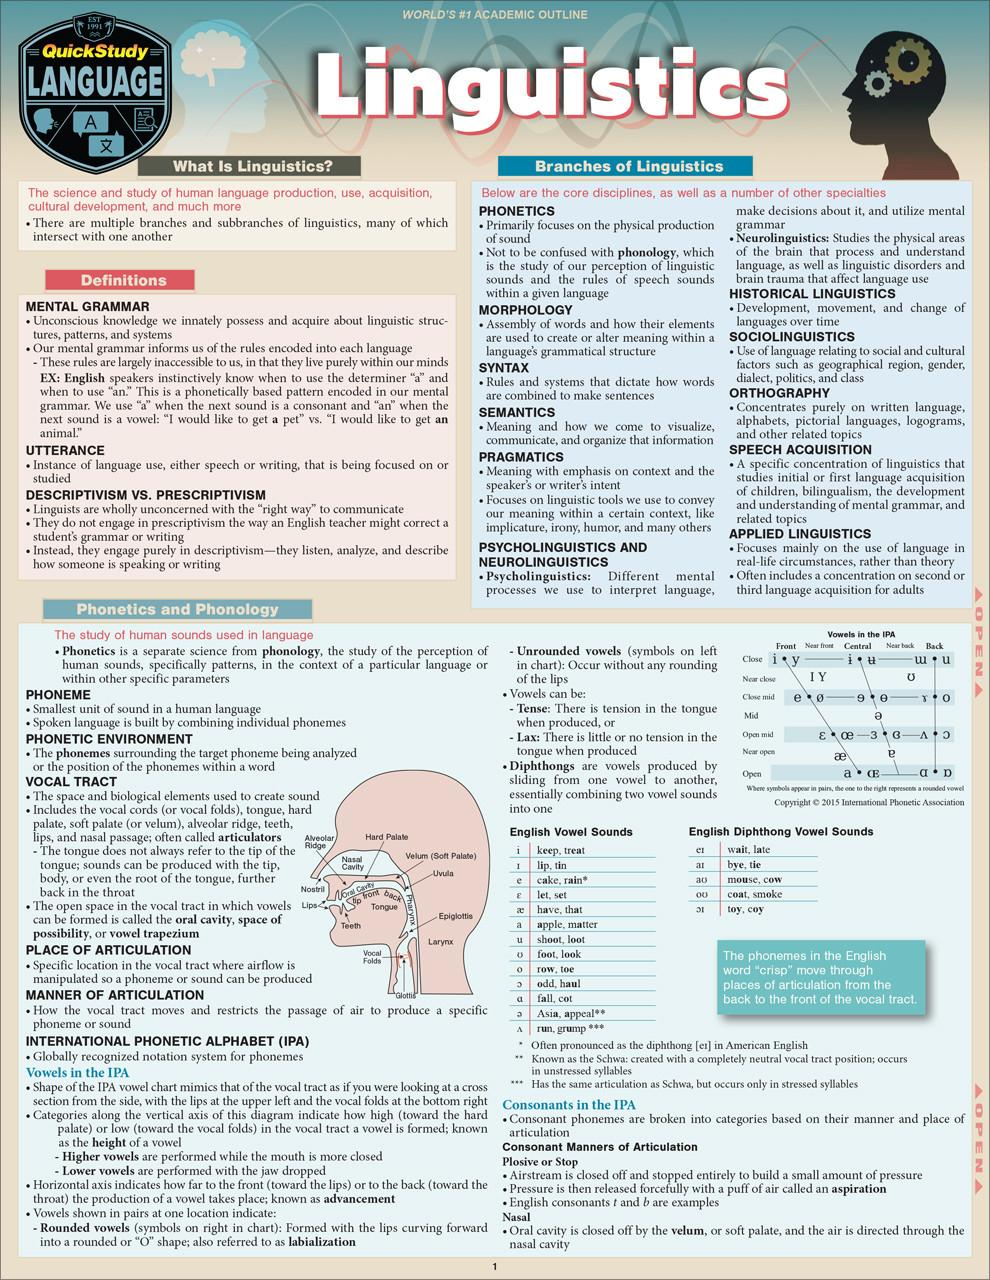 WORLD'S #1 ACADEMIC OUTLINE
EST
1991
QuickStudy
LANGUAGE
A
文
Linguistics
What Is Linguistics?
The science and study of human language production, use, acquisition,
cultural development, and much more
• There are multiple branches and subbranches of linguistics, many of which
intersect with one another
Definitions
MENTAL GRAMMAR
• Unconscious knowledge we innately possess and acquire about linguistic struc-
tures, patterns, and systems
• Our mental grammar informs us of the rules encoded into each language
- These rules are largely inaccessible to us, in that they live purely within our minds
EX: English speakers instinctively know when to use the determiner “a” and
when to use “an.” This is a phonetically based pattern encoded in our mental
grammar. We use “a” when the next sound is a consonant and “an” when the
next sound is a vowel: “I would like to get a pet” vs. “I would like to get an
animal.”
UTTERANCE
• Instance of language use, either speech or writing, that is being focused on or
studied
DESCRIPTIVISM VS. PRESCRIPTIVISM
• Linguists are wholly unconcerned with the “right way” to communicate
• They do not engage in prescriptivism the way an English teacher might correct a
student’s grammar or writing
• Instead, they engage purely in descriptivism—they listen, analyze, and describe
how someone is speaking or writing
Branches of Linguistics
Below are the core disciplines, as well as a number of other specialties
PHONETICS
• Primarily focuses on the physical production
of sound
• Not to be confused with phonology, which
is the study of our perception of linguistic
sounds and the rules of speech sounds
within a given language
MORPHOLOGY
• Assembly of words and how their elements
are used to create or alter meaning within a
language’s grammatical structure
SYNTAX
• Rules and systems that dictate how words
are combined to make sentences
SEMANTICS
• Meaning and how we come to visualize,
communicate, and organize that information
PRAGMATICS
• Meaning with emphasis on context and the
speaker’s or writer’s intent
• Focuses on linguistic tools we use to convey
our meaning within a certain context, like
implicature, irony, humor, and many others
PSYCHOLINGUISTICS AND
NEUROLINGUISTICS
• Psycholinguistics: Different mental
processes we use to interpret language,
make decisions about it, and utilize mental
grammar
• Neurolinguistics: Studies the physical areas
of the brain that process and understand
language, as well as linguistic disorders and
brain trauma that affect language use
HISTORICAL LINGUISTICS
• Development, movement, and change of
languages over time
SOCIOLINGUISTICS
• Use of language relating to social and cultural
factors such as geographical region, gender,
dialect, politics, and class
ORTHOGRAPHY
• Concentrates purely on written language,
alphabets, pictorial languages, logograms,
and other related topics
SPEECH ACQUISITION
• A specific concentration of linguistics that
studies initial or first language acquisition
of children, bilingualism, the development
and understanding of mental grammar, and
related topics
APPLIED LINGUISTICS
• Focuses mainly on the use of language in
real-life circumstances, rather than theory
• Often includes a concentration on second or
third language acquisition for adults
OPEN
Phonetics and Phonology
The study of human sounds used in language
• Phonetics is a separate science from phonology, the study of the perception of
human sounds, specifically patterns, in the context of a particular language or
within other specific parameters
PHONEME
• Smallest unit of sound in a human language
• Spoken language is built by combining individual phonemes
PHONETIC ENVIRONMENT
• The phonemes surrounding the target phoneme being analyzed
or the position of the phonemes within a word
VOCAL TRACT
• The space and biological elements used to create sound
• Includes the vocal cords (or vocal folds), tongue, hard
palate, soft palate (or velum), alveolar ridge, teeth,
lips, and nasal passage; often called articulators
- The tongue does not always refer to the tip of the
tongue; sounds can be produced with the tip,
body, or even the root of the tongue, further
back in the throat
• The open space in the vocal tract in which vowels
can be formed is called the oral cavity, space of
possibility, or vowel trapezium
Alveolar
Ridge
Hard Palate
Nasal
Cavity
Velum (Soft Palate)
Uvula
Nostril
Oral Cavity
Lips
tip
front
back
Tongue
Pharynx
Teeth
Epiglottis
Larynx
Vocal
Folds
Glottis
PLACE OF ARTICULATION
• Specific location in the vocal tract where airflow is
manipulated so a phoneme or sound can be produced
MANNER OF ARTICULATION
• How the vocal tract moves and restricts the passage of air to produce a specific
phoneme or sound
INTERNATIONAL PHONETIC ALPHABET (IPA)
• Globally recognized notation system for phonemes
Vowels in the IPA
• Shape of the IPA vowel chart mimics that of the vocal tract as if you were looking at a cross
section from the side, with the lips at the upper left and the vocal folds at the bottom right
• Categories along the vertical axis of this diagram indicate how high (toward the hard
palate) or low (toward the vocal folds) in the vocal tract a vowel is formed; known
as the height of a vowel
- Higher vowels are performed while the mouth is more closed
- Lower vowels are performed with the jaw dropped
• Horizontal axis indicates how far to the front (toward the lips) or to the back (toward the
throat) the production of a vowel takes place; known as advancement
• Vowels shown in pairs at one location indicate:
- Rounded vowels (symbols on right in chart): Formed with the lips curving forward
into a rounded or “O” shape; also referred to as labialization
- Unrounded vowels (symbols on left
in chart): Occur without any rounding
of the lips
• Vowels can be:
- Tense: There is tension in the tongue
when produced, or
- Lax: There is little or no tension in the
tongue when produced
• Diphthongs are vowels produced by
sliding from one vowel to another,
essentially combining two vowel sounds
into one
Vowels in the IPA
Front Near front Central Near back Back
Close i • y ɨ • ʉ ɯ • u
Near close I Y ʊ
Close mid e • ø ɘ • ɵ ɤ • o
Mid ə
Open mid ɛ • œ ɜ • ɞ ʌ • ɔ
Near open æ ɐ
Open a • ɶ ɑ • ɒ
Where symbols appear in pairs, the one to the right represents a rounded vowel
Copyright © 2015 International Phonetic Association
English Vowel Sounds
i keep, treat
ɪ lip, tin
e cake, rain*
ɛ let, set
æ have, that
a apple, matter
u shoot, loot
ʊ foot, look
o row, toe
ɔ odd, haul
ɑ fall, cot
ə Asia, appeal**
ʌ run, grump ***
English Diphthong Vowel Sounds
eɪ wait, late
aɪ bye, tie
aʊ mouse, cow
oʊ coat, smoke
ɔɪ toy, coy
The phonemes in the English
word “crisp” move through
places of articulation from the
back to the front of the vocal tract.
* Often pronounced as the diphthong [eɪ] in American English
** Known as the Schwa: created with a completely neutral vocal tract position; occurs
in unstressed syllables
*** Has the same articulation as Schwa, but occurs only in stressed syllables
Consonants in the IPA
• Consonant phonemes are broken into categories based on their manner and place of
articulation
Consonant Manners of Articulation
Plosive or Stop
• Airstream is closed off and stopped entirely to build a small amount of pressure
• Pressure is then released forcefully with a puff of air called an aspiration
• English consonants t and b are examples
Nasal
• Oral cavity is closed off by the velum, or soft palate, and the air is directed through the
nasal cavity
OPEN
1